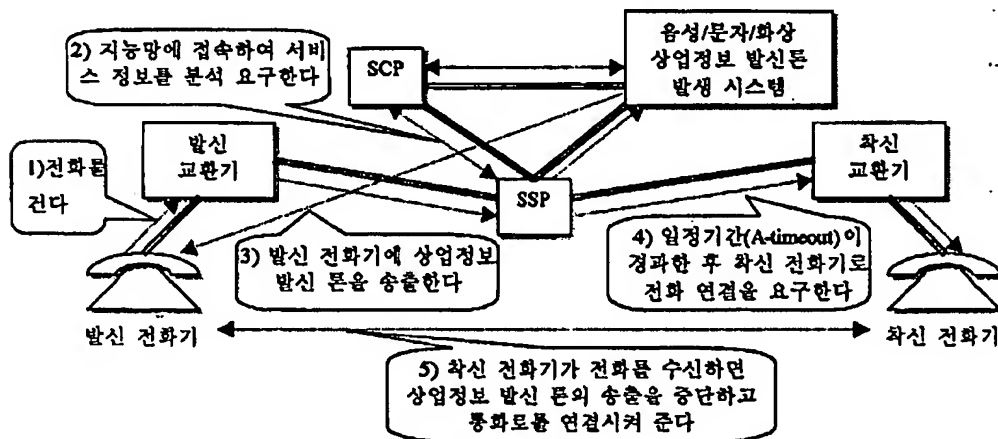 2) 지능망에 접속하여 서비
스 정보를 분석 요구한다
SCP
음성/문자/화상
상업정보 발신톤
발생 시스템
1)전화를
건다
발신
교환기
SSP
착신
교환기
3) 발신 전화기에 상업정보
발신 톤을 송출한다
4) 일정기간(A-timeout)이
경과한 후 착신 전화기로
전화 연결을 요구한다
발신 전화기
착신 전화기
5) 착신 전화기가 전화를 수신하면
상업정보 발신 톤의 송출을 중단하고
통화로를 연결시켜 준다